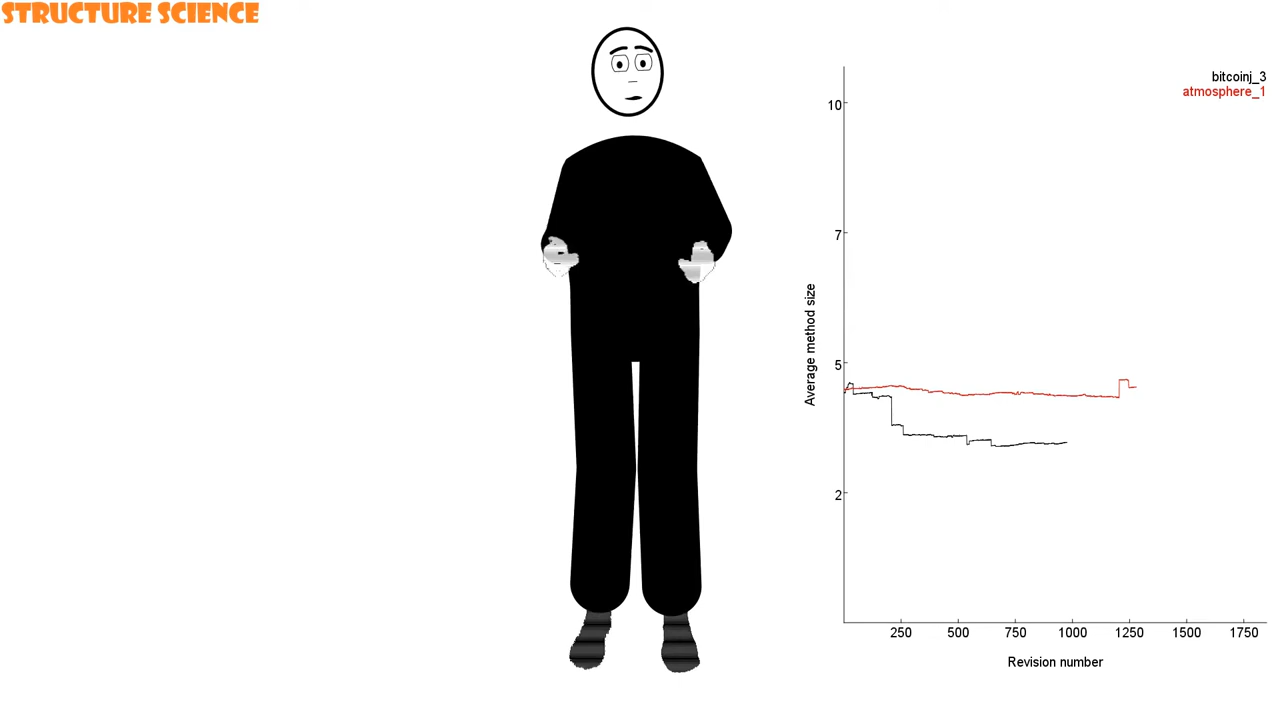 STRUCTURE SCIENCE
bitcoinj_3
atmosphere_1
10
7
5
2
Average method size
250 500 750 1000 1250 1500 1750
Revision number